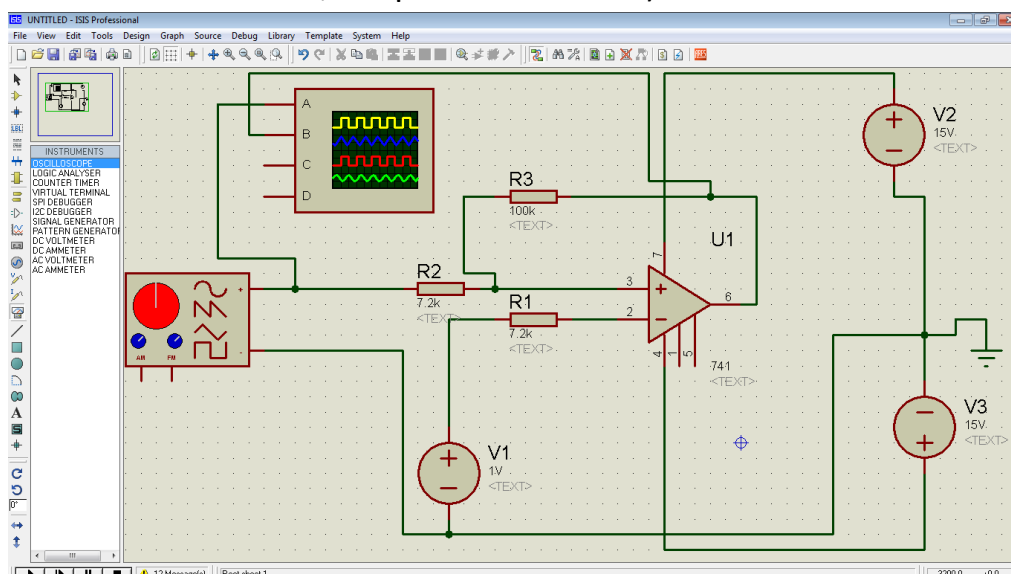 UNTITLED - ISIS Professional
File View Edit Tools Design Graph Source Debug Library Template System Help
INSTRUMENTS
OSCILLOSCOPE
LOGIC ANALYSER
COUNTER TIMER
VIRTUAL TERMINAL
SPI DEBUGGER
I2C DEBUGGER
SIGNAL GENERATOR
PATTERN GENERATO
DC VOLTMETER
DC AMMETER
AC VOLTMETER
AC AMMETER
LBL
A
0°
A
B
C
D
+
-
AM FM
R3
100k
<TEXT>
R2
7.2k
<TEXT>
R1
7.2k
<TEXT>
U1
7
3
2
6
4
1
5
741
<TEXT>
V2
15V
<TEXT>
V1
1V
<TEXT>
V3
15V
<TEXT>